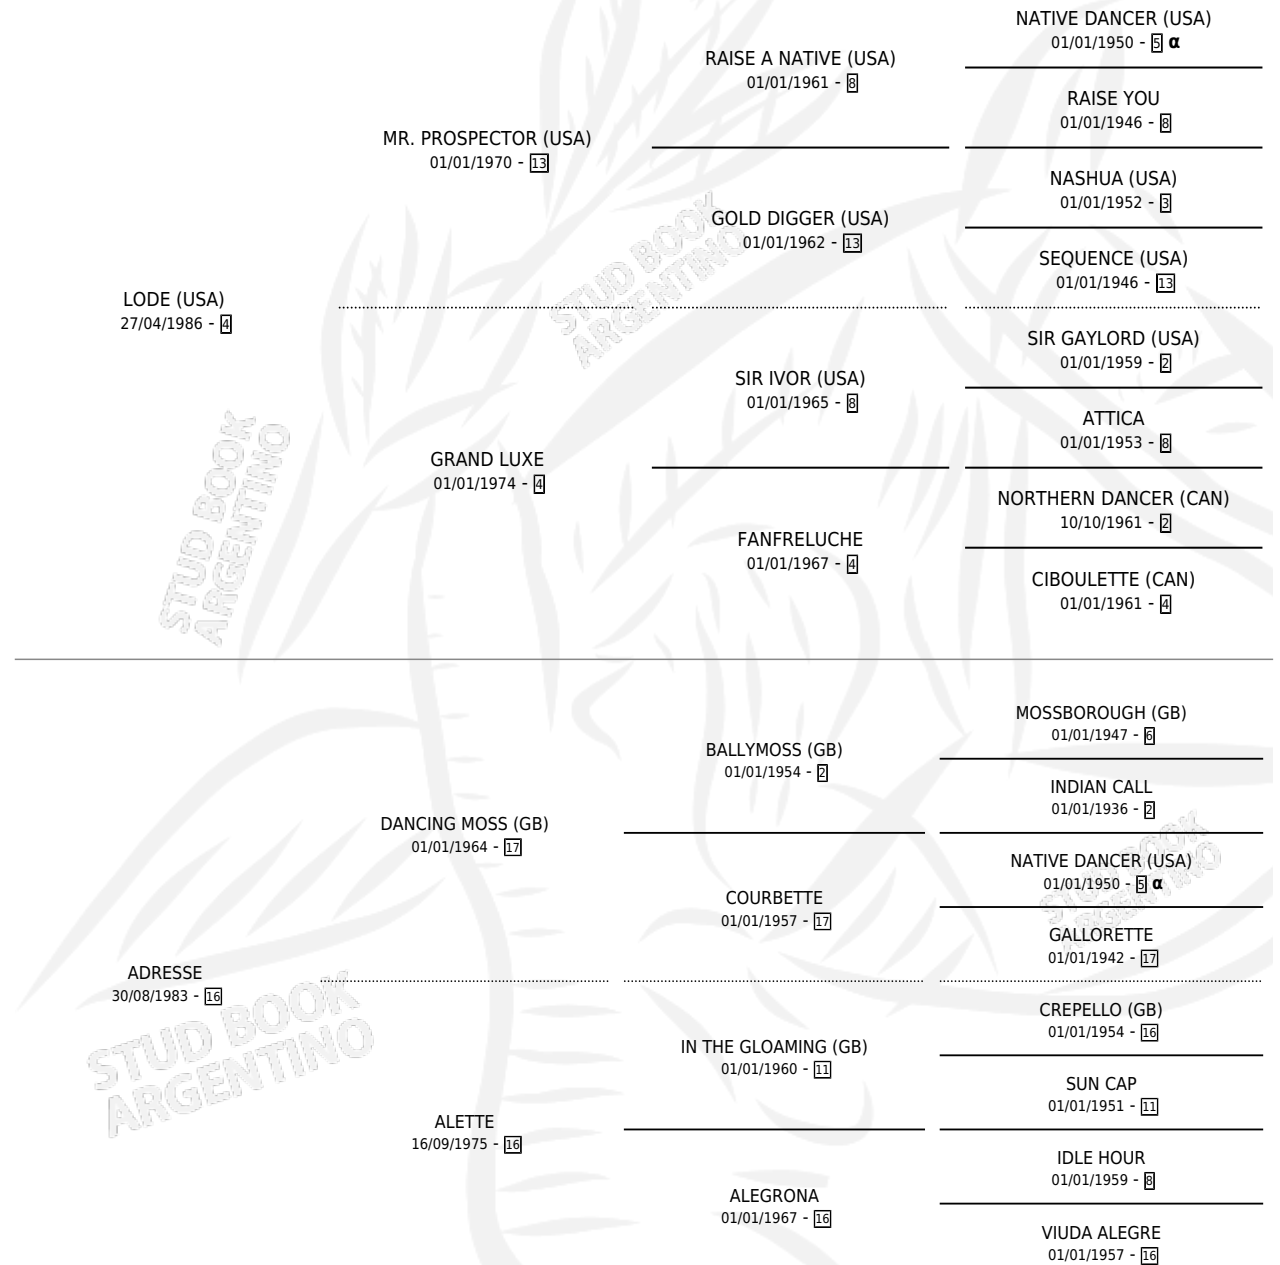 NATIVE DANCER (USA)
01/01/1950 - 5 α
RAISE A NATIVE (USA)
01/01/1961 - 8
RAISE YOU
01/01/1946 - 8
MR. PROSPECTOR (USA)
01/01/1970 - 13
NASHUA (USA)
01/01/1952 - 3
GOLD DIGGER (USA)
01/01/1962 - 13
SEQUENCE (USA)
01/01/1946 - 13
LODE (USA)
27/04/1986 - 4
SIR GAYLORD (USA)
01/01/1959 - 2
SIR IVOR (USA)
01/01/1965 - 8
ATTICA
01/01/1953 - 8
GRAND LUXE
01/01/1974 - 4
NORTHERN DANCER (CAN)
10/10/1961 - 2
FANFRELUCHE
01/01/1967 - 4
CIBOULETTE (CAN)
01/01/1961 - 4
MOSSBOROUGH (GB)
01/01/1947 - 6
BALLYMOSS (GB)
01/01/1954 - 2
INDIAN CALL
01/01/1936 - 2
DANCING MOSS (GB)
01/01/1964 - 17
NATIVE DANCER (USA)
01/01/1950 - 5 α
COURBETTE
01/01/1957 - 17
GALLORETTE
01/01/1942 - 17
ADRESSE
30/08/1983 - 16
CREPELLO (GB)
01/01/1954 - 16
IN THE GLOAMING (GB)
01/01/1960 - 11
SUN CAP
01/01/1951 - 11
ALETTE
16/09/1975 - 16
IDLE HOUR
01/01/1959 - 8
ALEGRONA
01/01/1967 - 16
VIUDA ALEGRE
01/01/1957 - 16
STUD BOOK
ARGENTINO
STUD BOOK
ARGENTINO
STUD BOOK
ARGENTINO
STUD BOOK
ARGENTINO